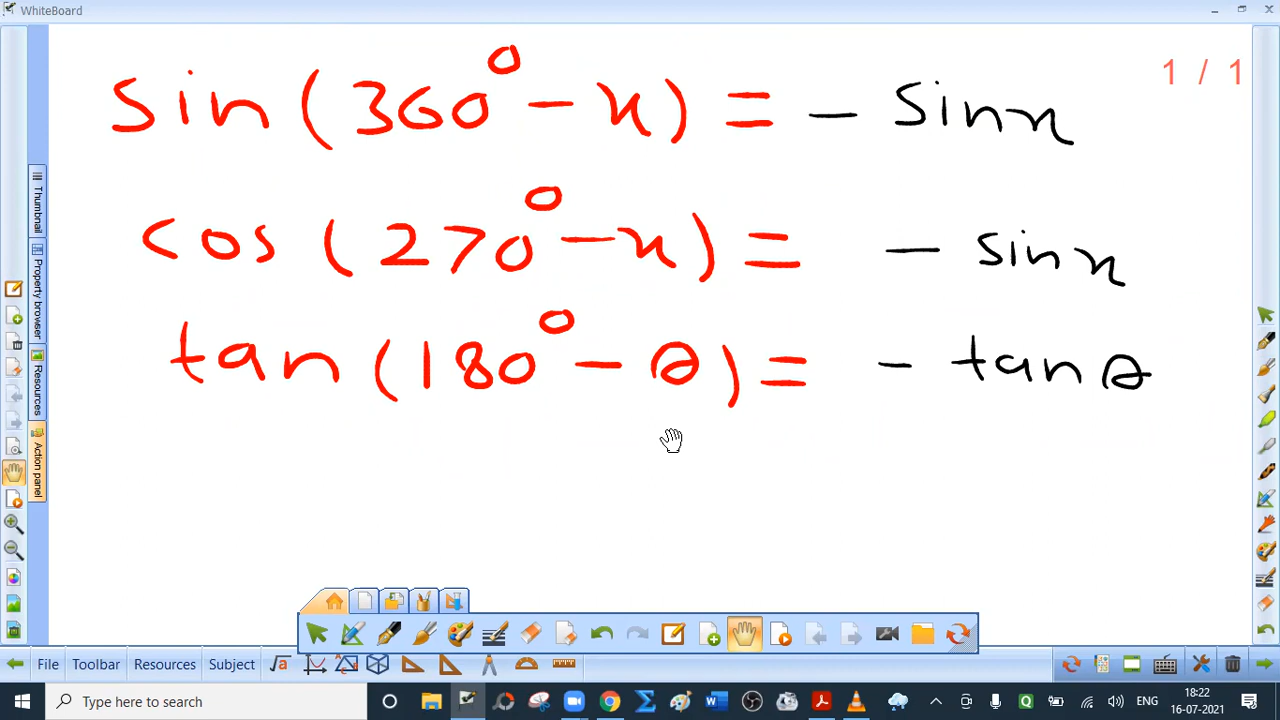 WhiteBoard
1 / 1
sin(360° - x) = - sinx
cos(270° - x) = - sinx
tan(180° - θ) = - tanθ
Thumbnail
Property browser
Resources
Action panel
File Toolbar Resources Subject
Type here to search
ENG
18:22
16-07-2021